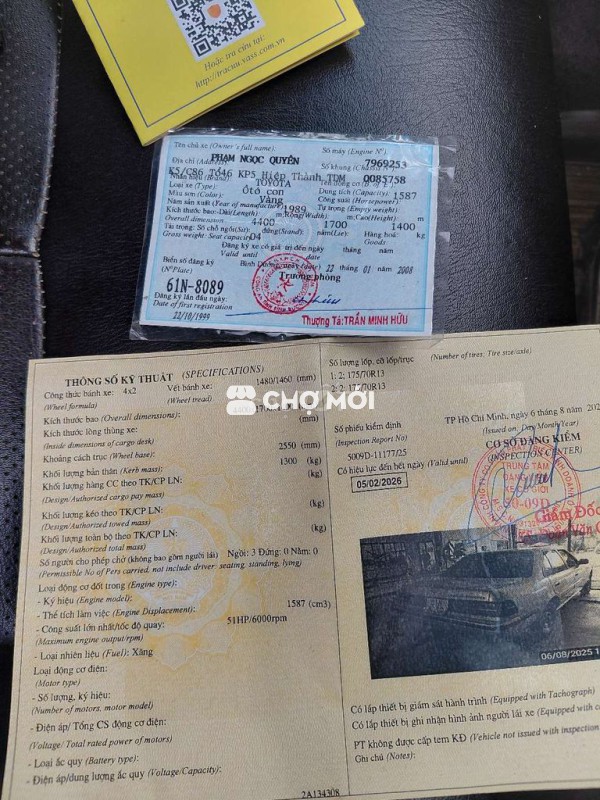 Hoặc tra cứu tại:
http://tracuu.vass.com.vn
Tên chủ xe (Owner's full name):
Số máy (Engine N°):
PHẠM NGỌC QUYÊN
7969253
Địa chỉ (Address)
Số khung (Chassis N°)
K5/C86 Tổ46 KP5 Hiệp Thành TDM
0085758
TOYOTA
Loại xe (Type):
Ôtô con
Dung tích (Capacity):
1587
Màu sơn (Color):
Vàng
Công suất (Horsepower):
Năm sản xuất (Year of manufacture)
1989
Tự trọng (Empty weight):
Kích thước bao-Dài(Length)
m
Rộng(Width):
m; Cao(Height):
m
Overall dimension
4400
1700
1400
Tải trọng: Số chỗ ngồi(Sit)
đứng(Stand):
nằm(Lie):
Hàng hoá:
kg
Gross weight: Seat capacity
04
Goods
Đăng ký xe có giá trị đến ngày
tháng
năm
Valid until
date
Biển số đăng ký
Bình Dương, ngày (date)
22
tháng
01
năm
2008
(N° Plate)
Trưởng phòng
61N-8089
Đăng ký lần đầu ngày:
Date of first registration
22/10/1999
Thượng Tá: TRẦN MINH HỮU
THÔNG SỐ KỸ THUẬT (SPECIFICATIONS)
Công thức bánh xe: 4x2
Vết bánh xe:
1480/1460 (mm)
(Wheel formula)
(Wheel tread)
Kích thước bao (Overall dimensions):
(mm)
Kích thước lòng thùng xe:
(Inside dimensions of cargo desk)
(mm)
Khoảng cách trục (Wheel base):
2550 (mm)
Khối lượng bản thân (Kerb mass):
1300 (kg)
Khối lượng hàng CC theo TK/CP LN:
(kg)
(Design/Authorized cargo pay mass)
Khối lượng kéo theo TK/CP LN:
(kg)
(Design/Authorized towed mass)
Khối lượng toàn bộ theo TK/CP LN:
(kg)
(Design/Authorized total mass)
Số người cho phép chở (không bao gồm người lái) Ngồi: 3 Đứng: 0 Nằm: 0
(Permissible No of Pers carried, not include driver: seating, standing, lying)
Loại động cơ đốt trong (Engine type):
- Ký hiệu (Engine model):
- Thể tích làm việc (Engine Displacement):
1587 (cm3)
- Công suất lớn nhất/tốc độ quay:
51HP/6000rpm
(Maximum engine output/rpm)
- Loại nhiên liệu (Fuel): Xăng
Loại động cơ điện:
(Motor type)
- Số lượng, ký hiệu:
(Number of motors, motor model)
- Điện áp/ Tổng CS động cơ điện:
(Voltage/ Total rated power of motors)
- Loại ắc quy (Battery type):
- Điện áp/dung lượng ắc quy (Voltage/Capacity):
2A134308
CHỢ TỐT
Số lượng lốp, cỡ lốp/trục
(Number of tires; Tire size/axle)
1: 2; 175/70R13
2: 2; 175/70R13
Số phiếu kiểm định
(Inspection Report No)
5009D-11177/25
Có hiệu lực đến hết ngày (Valid until)
05/02/2026
TP Hồ Chí Minh, ngày 6 tháng 8 năm 202
(Issued on: Day/Month/Year)
CƠ SỞ ĐĂNG KIỂM
(INSPECTION CENTER)
TRUNG TÂM
ĐĂNG KIỂM
XE CƠ GIỚI
50-09D
Giám Đốc
06/08/2025 1
Có lắp thiết bị giám sát hành trình (Equipped with Tachograph)
Có lắp thiết bị ghi nhận hình ảnh người lái xe (Equipped with c
PT không được cấp tem KĐ (Vehicle not issued with inspection
Ghi chú (Notes):